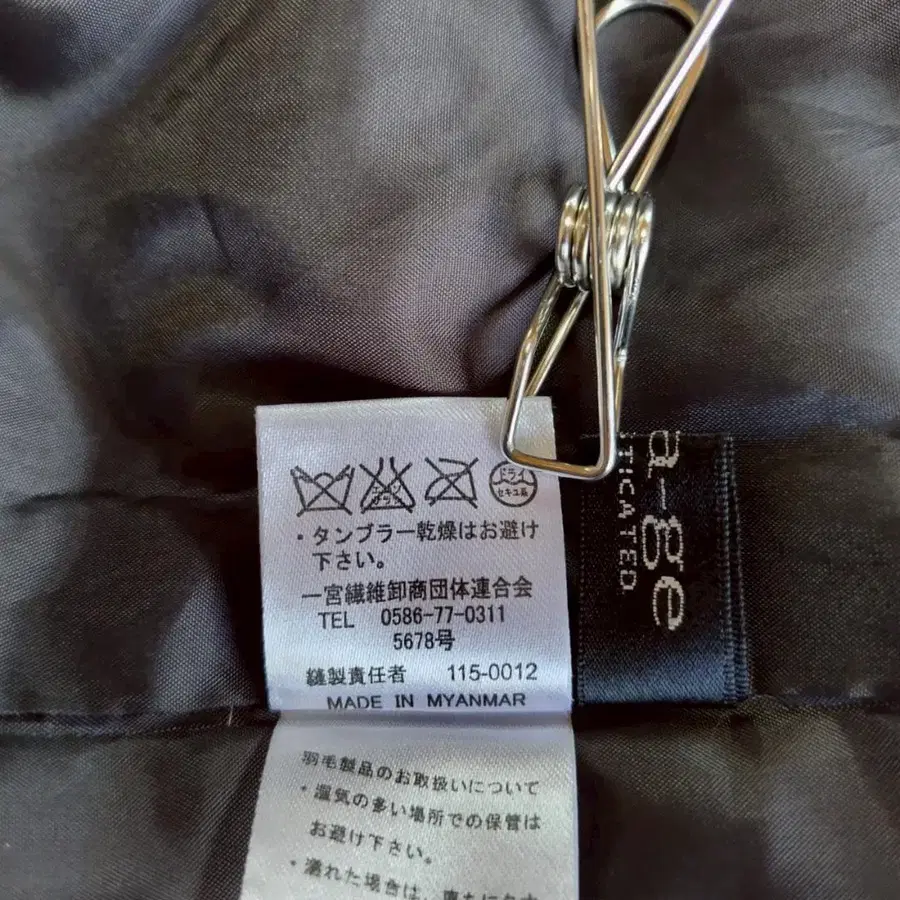 ドライ
セキユ系
・タンブラー乾燥はお避け
下さい。
一宮繊維卸商団体連合会
TEL 0586-77-0311
5678号
縫製責任者 115-0012
MADE IN MYANMAR
羽毛製品のお取扱いについて
・湿気の多い場所での保管は
お避け下さい。
・濡れた場合は、直ちに
a-ge
TICATED